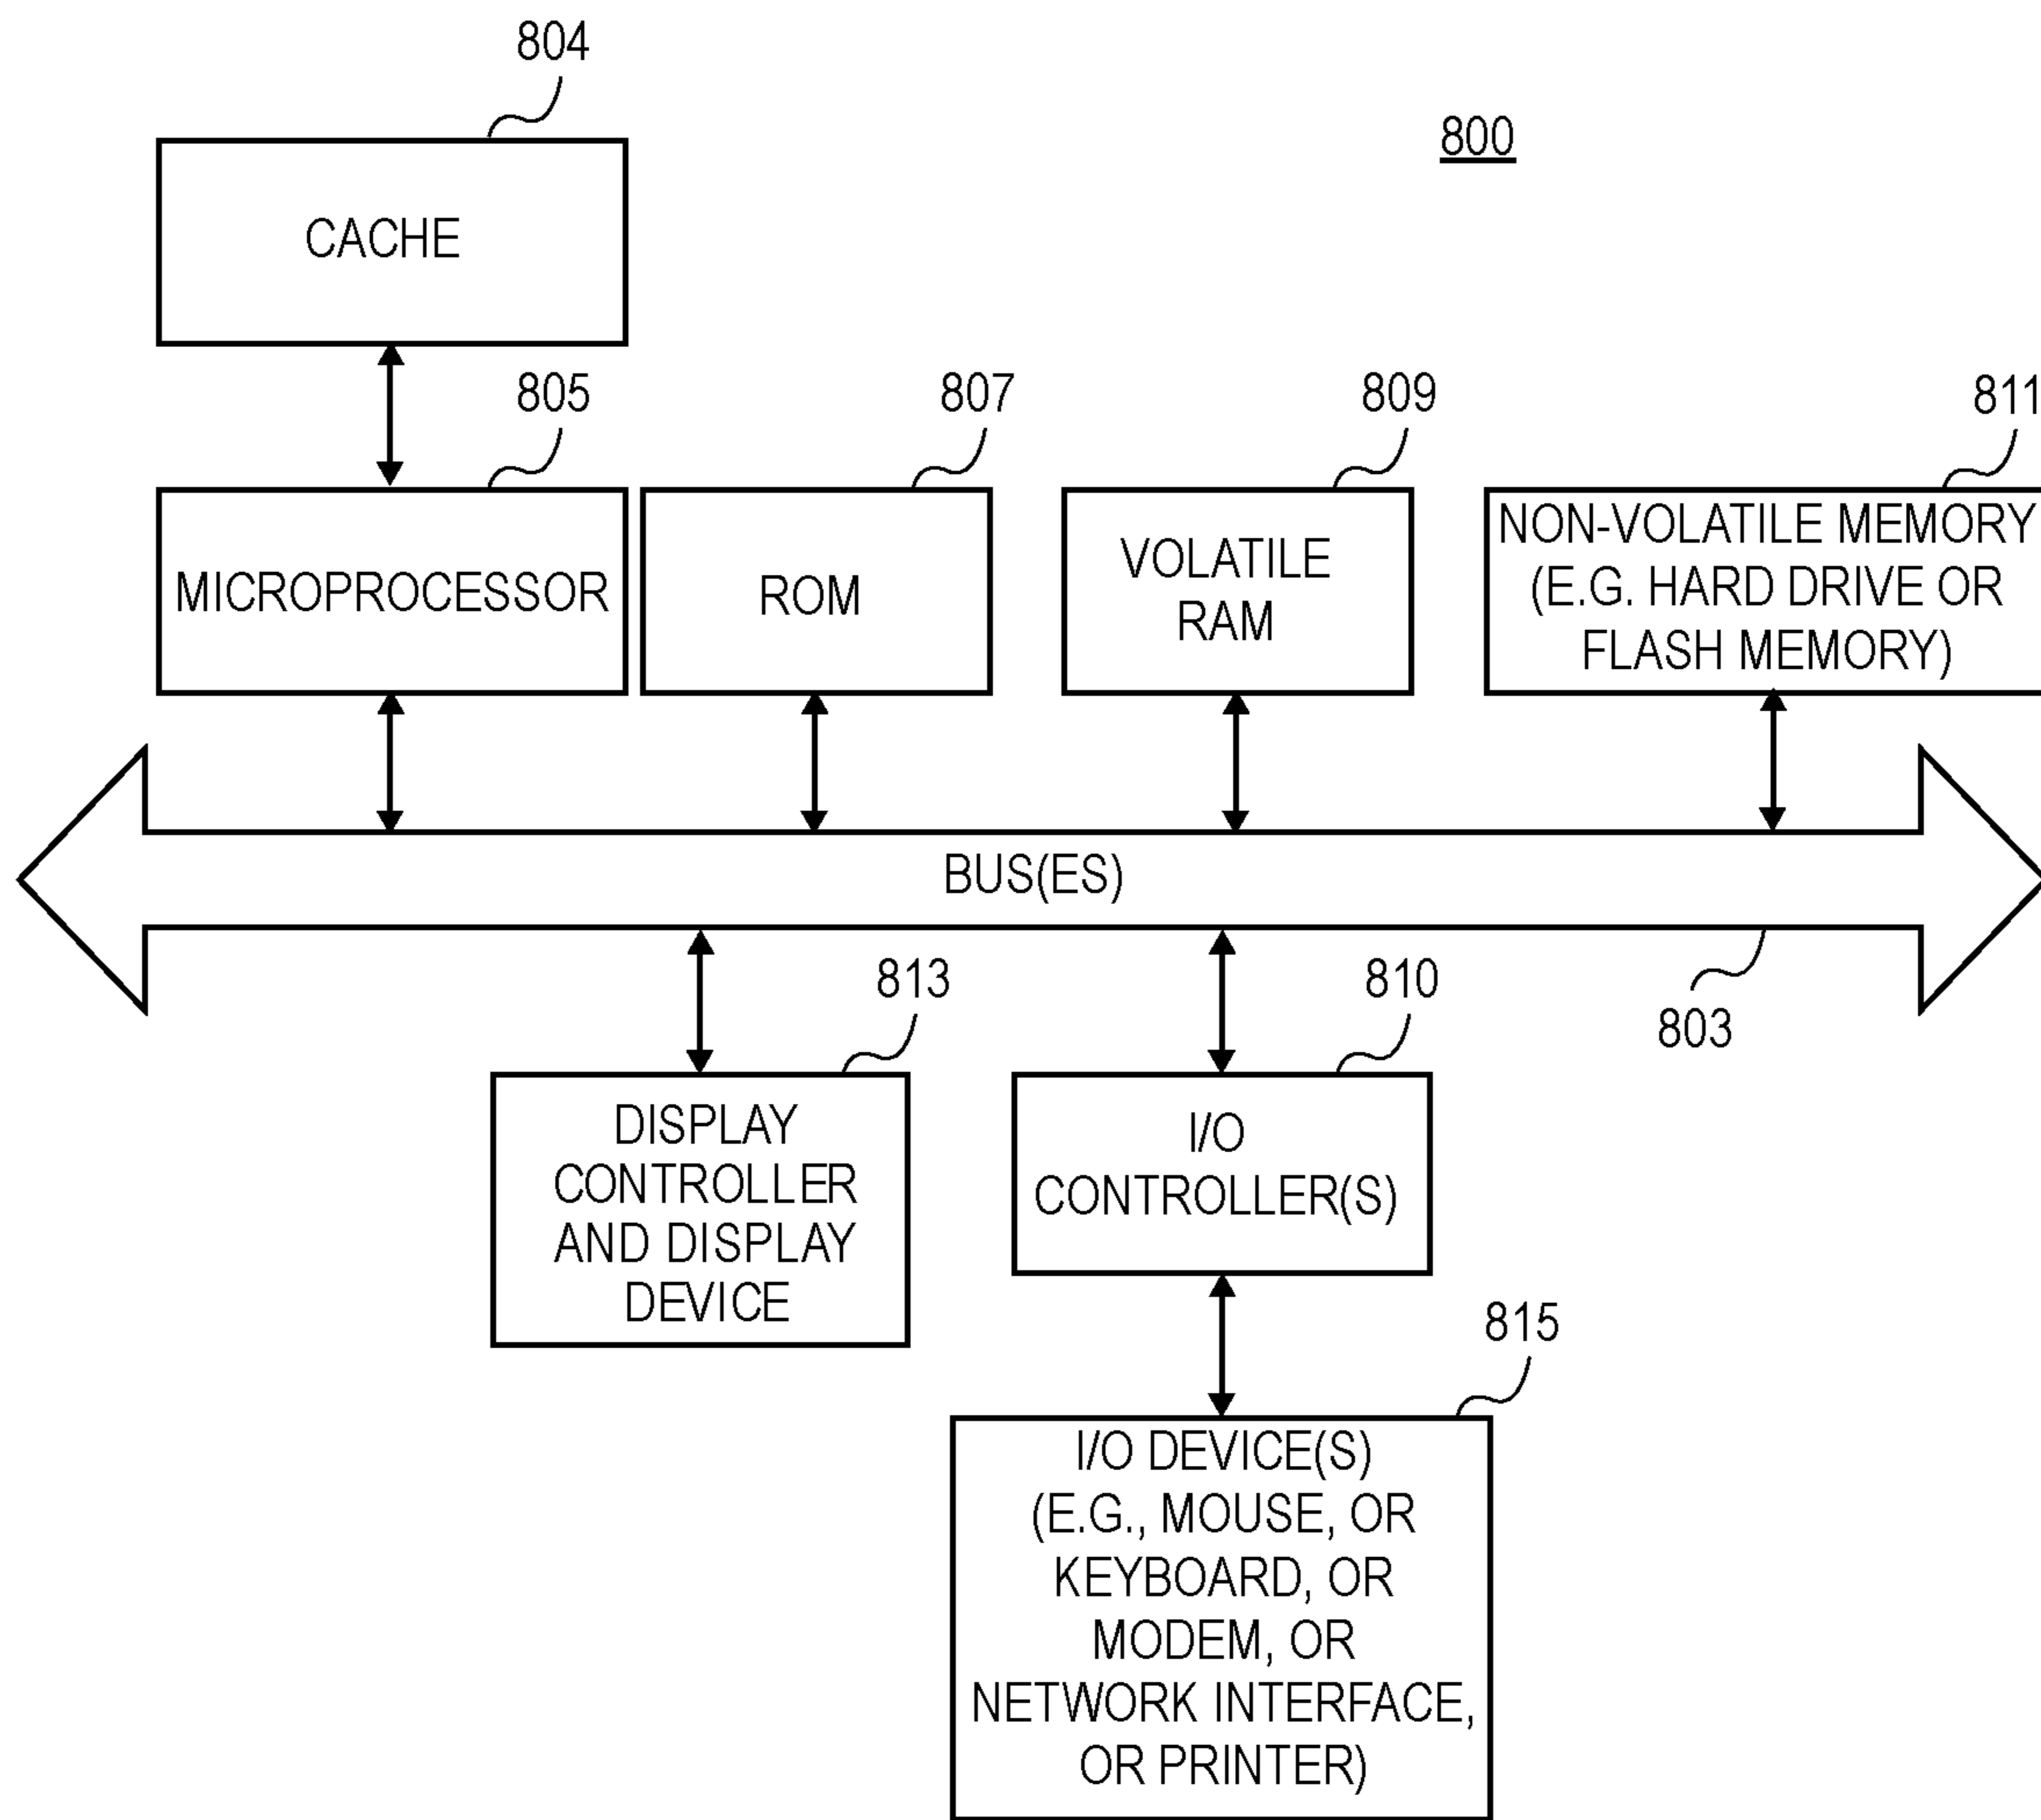 804
800
CACHE
805
807
809
811
MICROPROCESSOR
ROM
VOLATILE
RAM
NON-VOLATILE MEMORY
(E.G. HARD DRIVE OR
FLASH MEMORY)
BUS(ES)
803
813
810
DISPLAY
CONTROLLER
AND DISPLAY
DEVICE
I/O
CONTROLLER(S)
815
I/O DEVICE(S)
(E.G., MOUSE, OR
KEYBOARD, OR
MODEM, OR
NETWORK INTERFACE,
OR PRINTER)